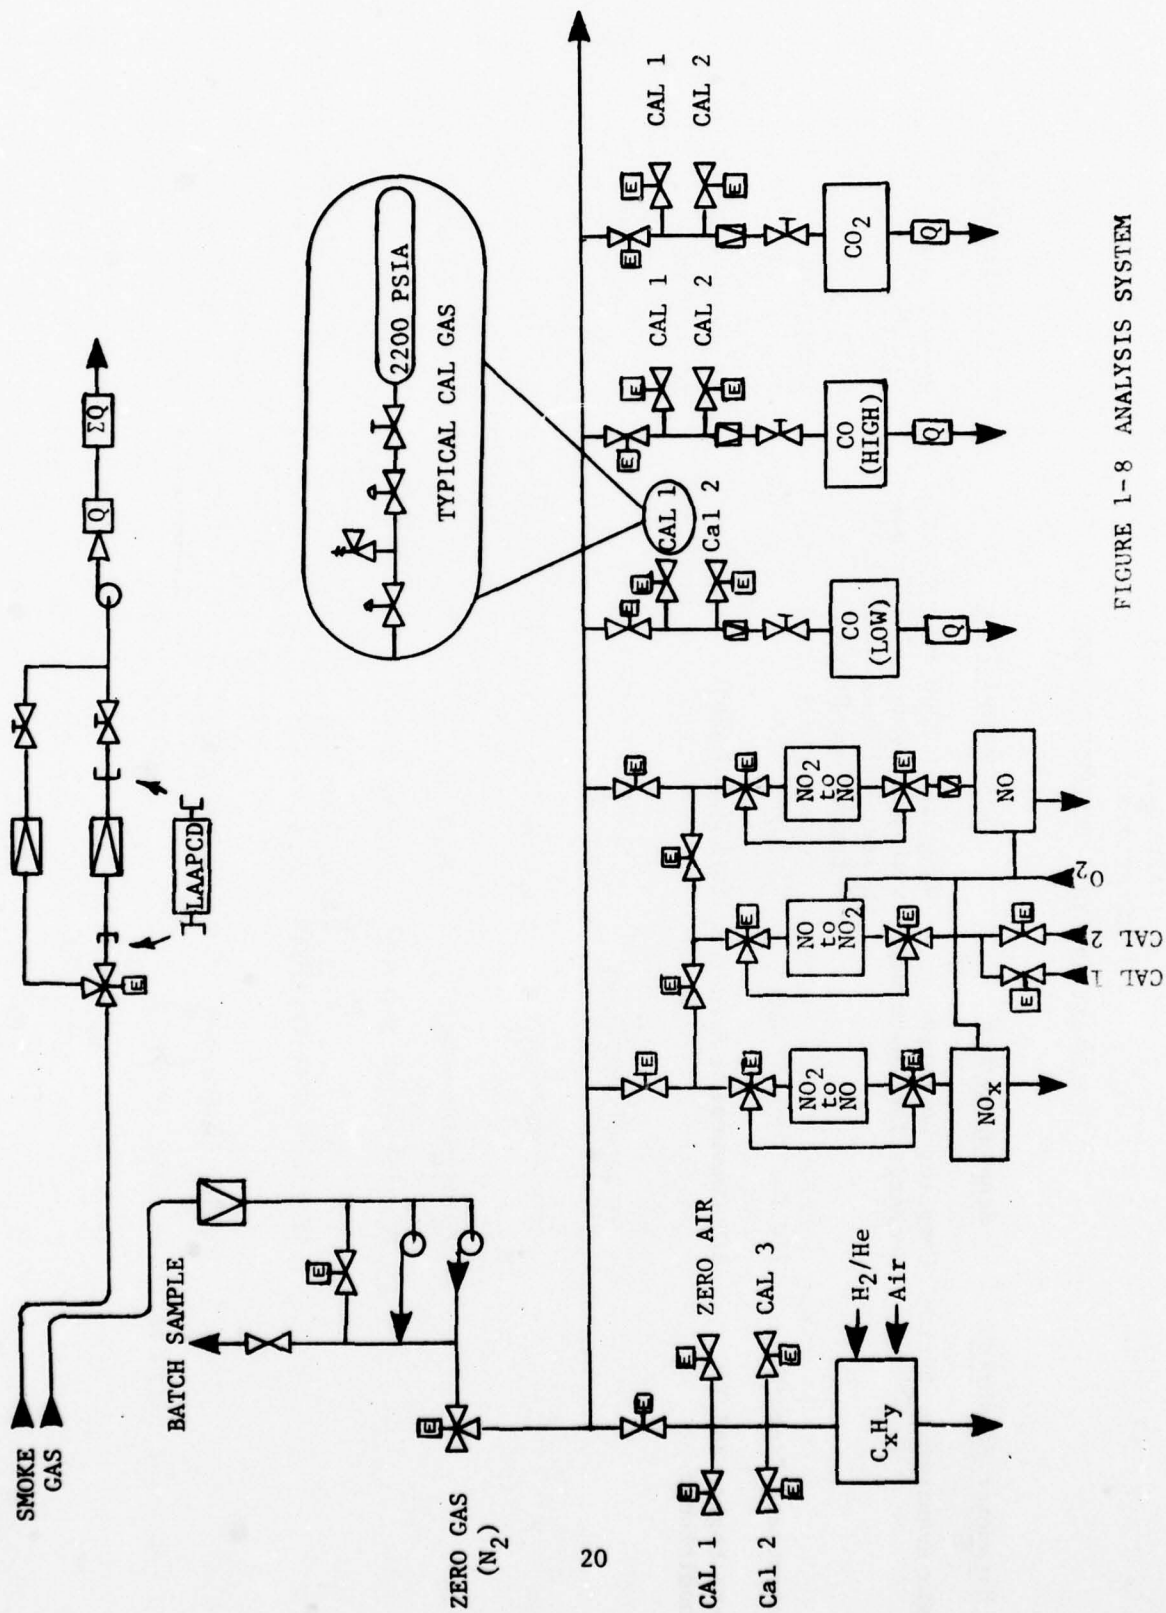 SMOKE
GAS
E
LAAPCD
Q
ΣQ
BATCH SAMPLE
E
ZERO GAS
(N2)
E
2200 PSIA
TYPICAL CAL GAS
E
CAL 1
E
ZERO AIR
E
Cal 2
E
CAL 3
E
CxHy
H2/He
Air
E
E
E
E
E
NO2
to
NO
E
NOx
E
NO
to
NO2
E
E
CAL 1
E
CAL 2
O2
E
NO2
to
NO
E
NO
E
E
CAL 1
E
Cal 2
CO
(LOW)
Q
E
E
CAL 1
E
CAL 2
CO
(HIGH)
Q
E
E
CAL 1
E
CAL 2
CO2
Q
FIGURE 1-8 ANALYSIS SYSTEM
20